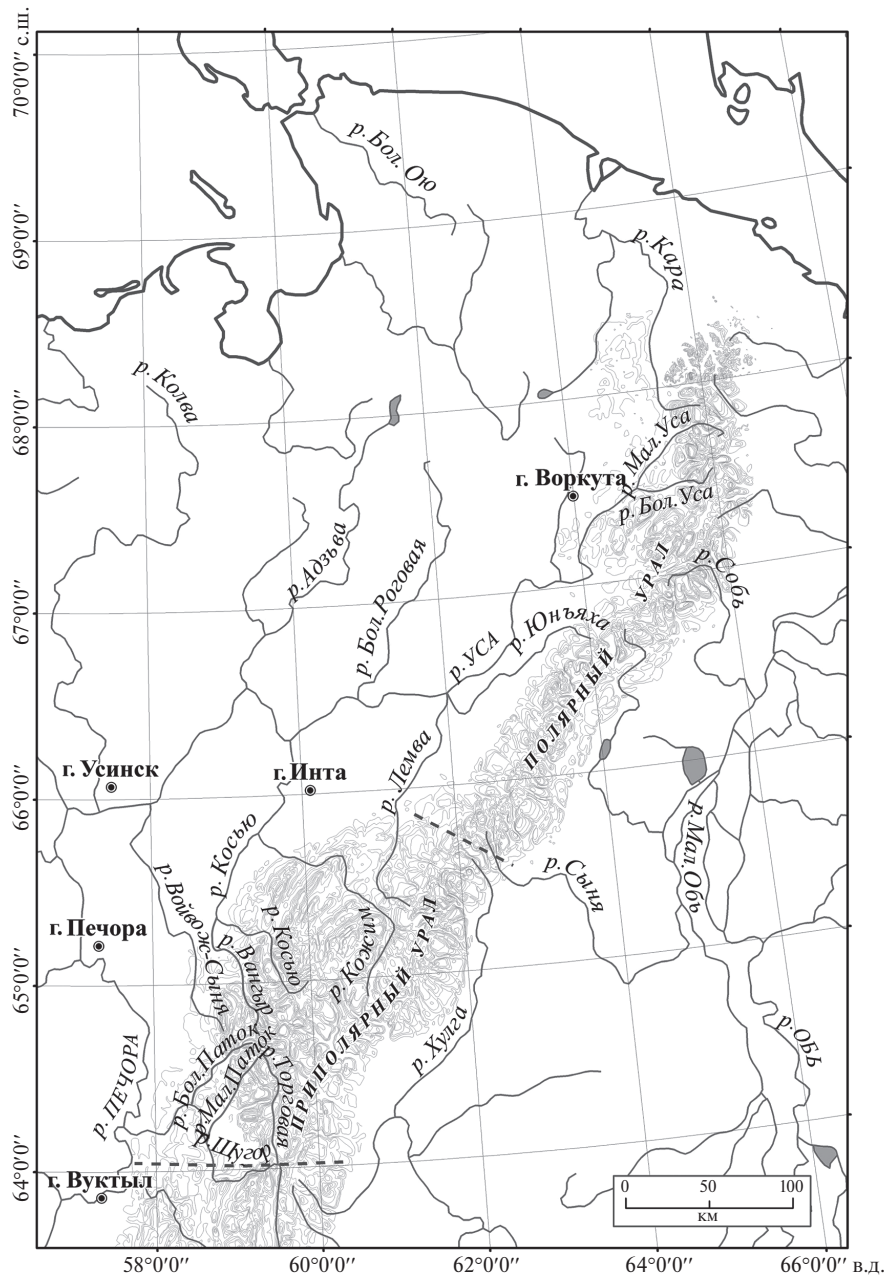 70°0′0″ с.ш.
р. Бол. Ою
69°0′0″
р. Кара
р. Колва
68°0′0″
р. Мал.Уса
г. Воркута
р. Бол.Уса
р. Адзьва
р. Собь
р. Бол.Роговая
67°0′0″
р. УСА
р. Юнъяха
ПОЛЯРНЫЙ УРАЛ
г. Усинск
г. Инта
р. Лемва
66°0′0″
р. Мал.Обь
р. Косью
р. Сыня
р. Войвож-Сыня
р. Косью
р. Кожим
г. Печора
р. Вангыр
65°0′0″
ПРИПОЛЯРНЫЙ УРАЛ
р. Хулга
р. ОБЬ
р. ПЕЧОРА
р. Бол.Паток
р. Мал.Паток
р. Торговая
р. Щугор
64°0′0″
г. Вуктыл
0 50 100
км
58°0′0″ 60°0′0″ 62°0′0″ 64°0′0″ 66°0′0″ в.д.